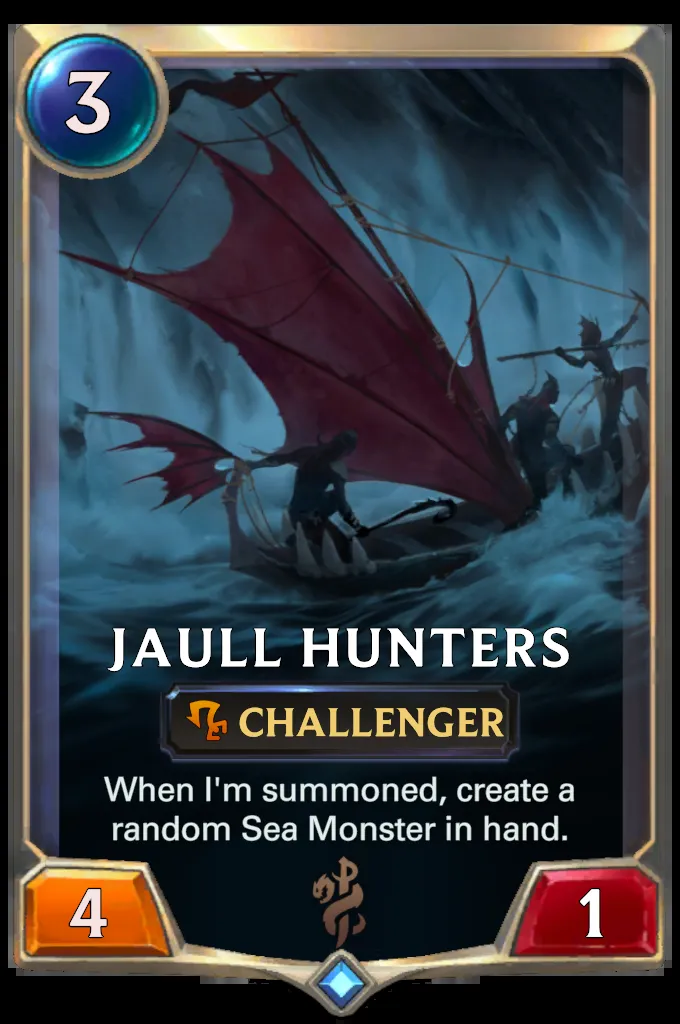 3
JAULL HUNTERS
CHALLENGER
When I'm summoned, create a
random Sea Monster in hand.
4
1